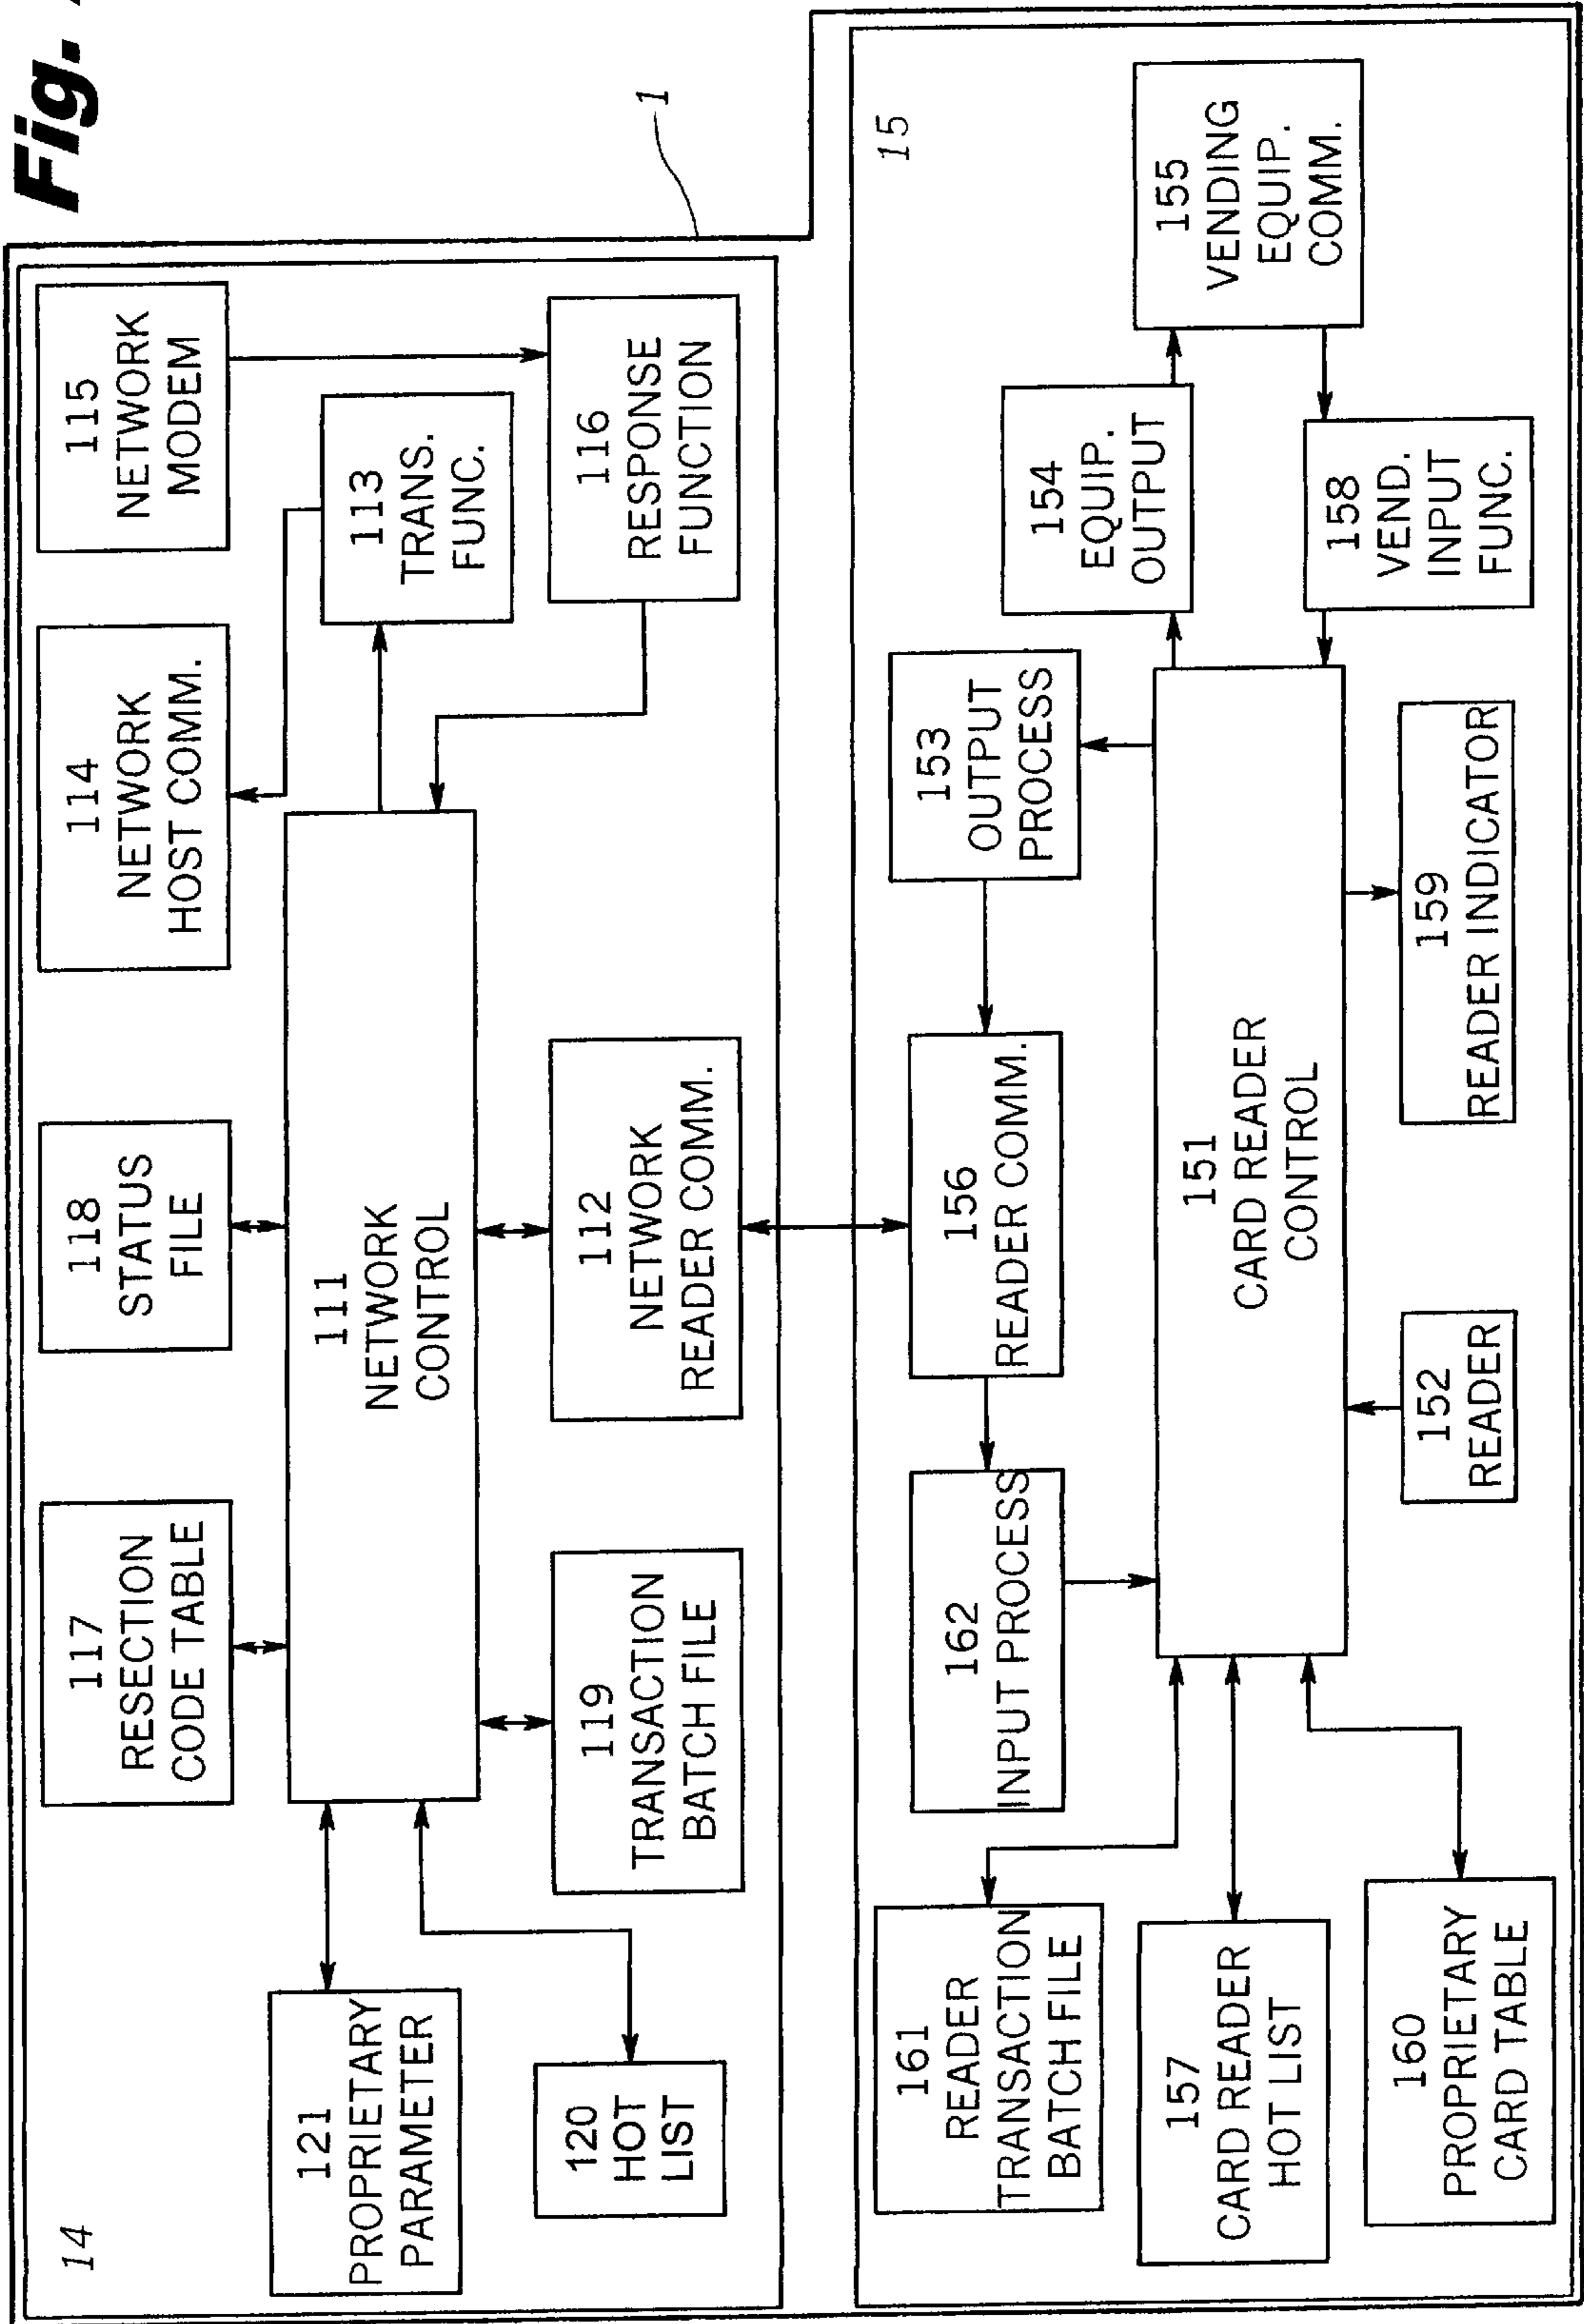 Fig.
1
14
115
NETWORK
MODEM
114
NETWORK
HOST COMM.
118
STATUS
FILE
117
RESECTION
CODE TABLE
113
TRANS.
FUNC.
116
RESPONSE
FUNCTION
111
NETWORK
CONTROL
112
NETWORK
READER COMM.
119
TRANSACTION
BATCH FILE
121
PROPRIETARY
PARAMETER
120
HOT
LIST
15
155
VENDING
EQUIP.
COMM.
154
EQUIP.
OUTPUT
158
VEND.
INPUT
FUNC.
153
OUTPUT
PROCESS
156
READER COMM.
162
INPUT PROCESS
151
CARD READER
CONTROL
159
READER INDICATOR
152
READER
161
READER
TRANSACTION
BATCH FILE
157
CARD READER
HOT LIST
160
PROPRIETARY
CARD TABLE